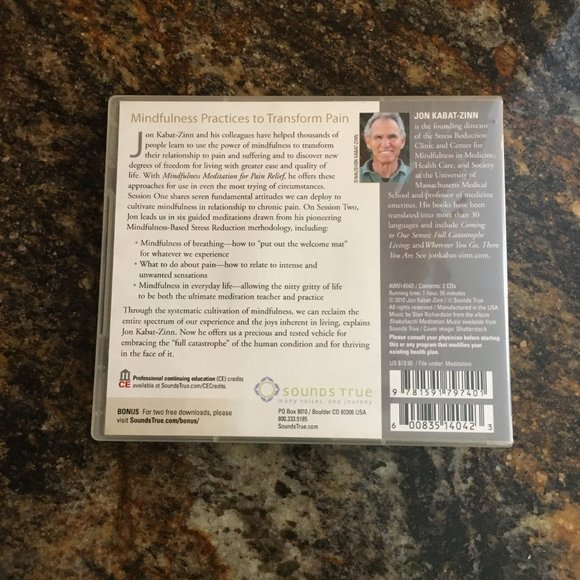 Mindfulness Practices to Transform Pain
Jon Kabat-Zinn and his colleagues have helped thousands of
people learn to use the power of mindfulness to transform
their relationship to pain and suffering and to discover new
degrees of freedom for living with greater ease and quality
of life. With Mindfulness Meditation for Pain Relief, he offers these
approaches for use in even the most trying of circumstances.
Session One shares seven fundamental attitudes we can deploy to
cultivate mindfulness in relationship to chronic pain. On Session Two,
Jon leads us in six guided meditations drawn from his pioneering
Mindfulness-Based Stress Reduction methodology, including:
• Mindfulness of breathing—how to "put out the welcome mat"
for whatever we experience
• What to do about pain—how to relate to intense and
unwanted sensations
• Mindfulness in everyday life—allowing the nitty gritty of life
to be both the ultimate meditation teacher and practice
Through the systematic cultivation of mindfulness, we can reclaim the
entire spectrum of our experience and the joys inherent in living, explains
Jon Kabat-Zinn. Now he offers us a precious and tested vehicle for
embracing the "full catastrophe" of the human condition and for thriving
in the face of it.
CE
Professional continuing education (CE) credits
available at SoundsTrue.com/CECredits.
BONUS For two free downloads, please
visit SoundsTrue.com/bonus/
SOUNDS TRUE
many voices, one journey
PO Box 8010 / Boulder CO 80306 USA
800.333.9185
SoundsTrue.com
JON KABAT-ZINN
is the founding director
of the Stress Reduction
Clinic and Center for
Mindfulness in Medicine,
Health Care, and Society
at the University of
Massachusetts Medical
School and professor of medicine
emeritus. His books have been
translated into more than 30
languages and include Coming
to Our Senses; Full Catastrophe
Living; and Wherever You Go, There
You Are. See jonkabat-zinn.com.
AW01404D / Contains: 2 CDs
Running time: 1 hour, 55 minutes
© 2010 Jon Kabat-Zinn / ℗ Sounds True
All rights reserved / Manufactured in the USA
Music by Stan Richardson from the album
Shakuhachi Meditation Music available from
Sounds True / Cover image: Shutterstock
Please consult your physician before starting
this or any program that modifies your
existing health plan.
US $19.95 / File under: Meditation
9 781591 797401
6 00835 14042 3